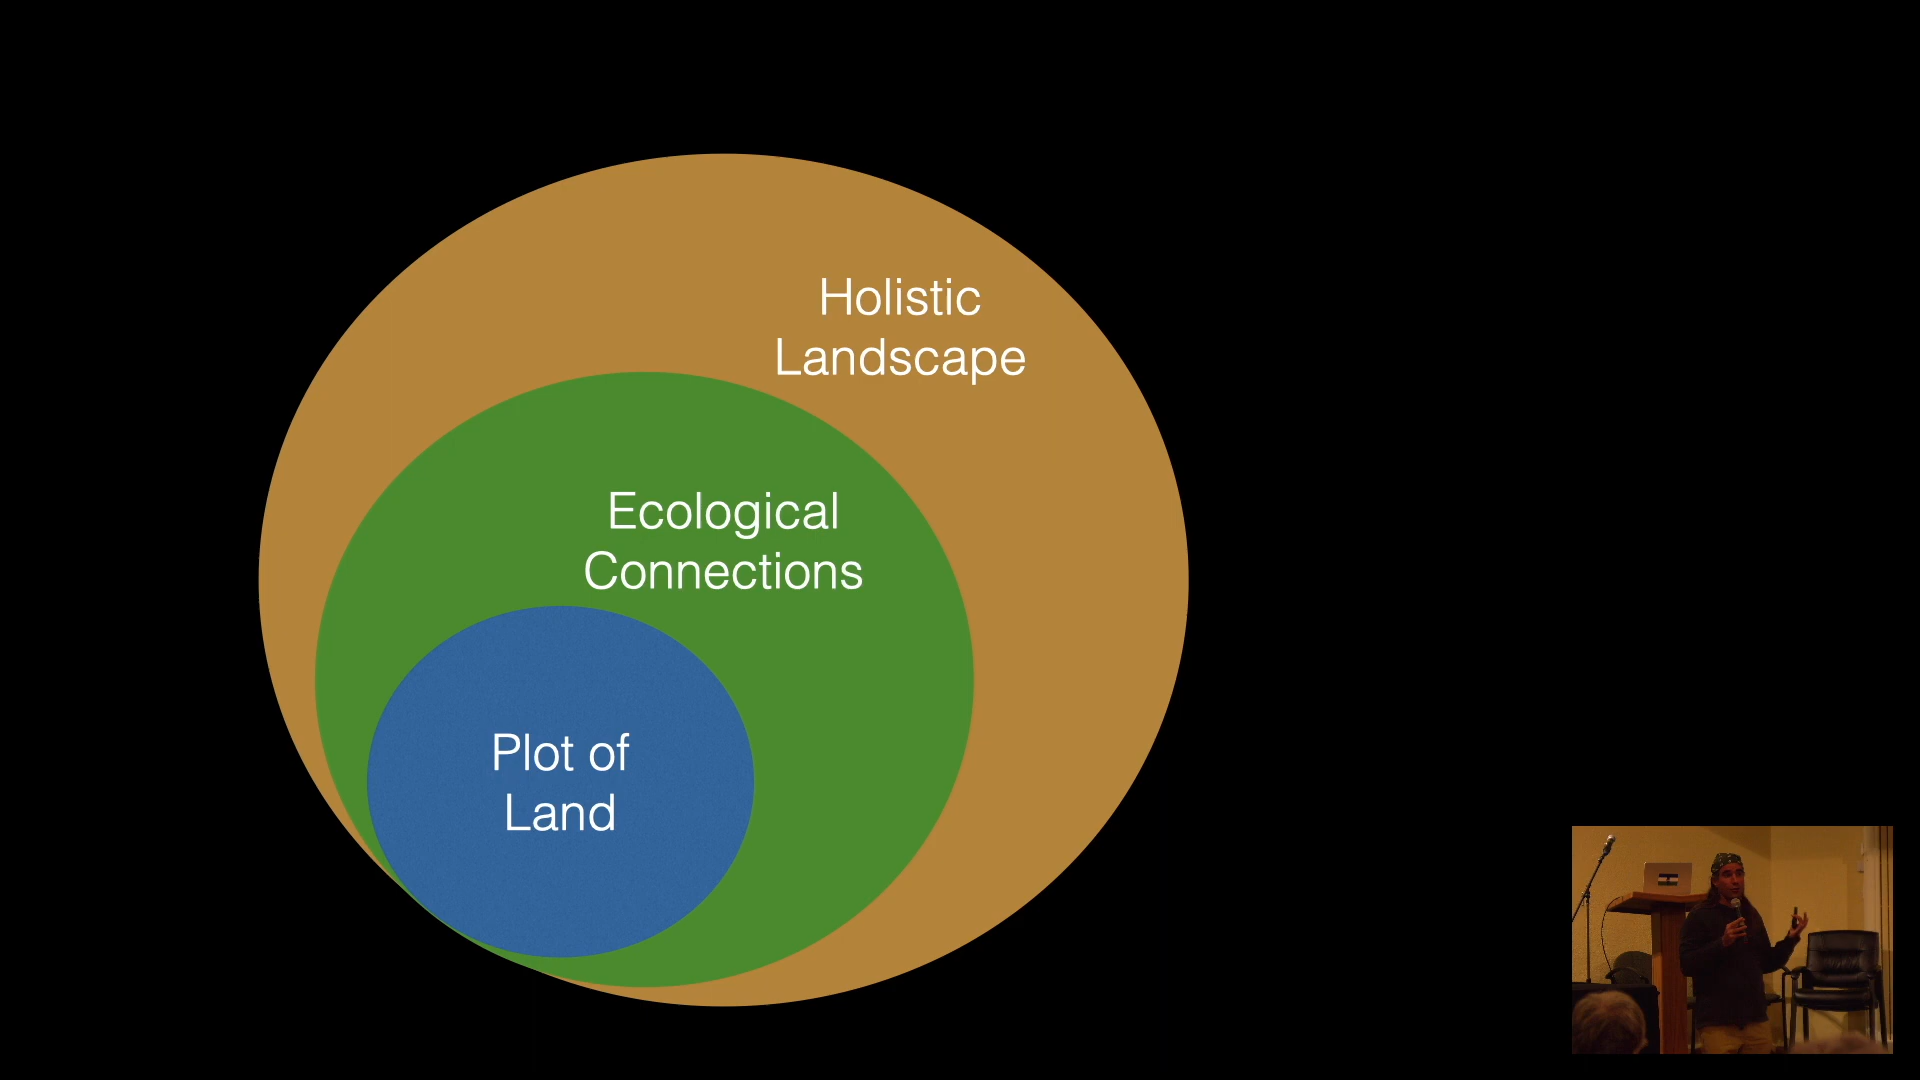 Holistic
Landscape
Ecological
Connections
Plot of
Land